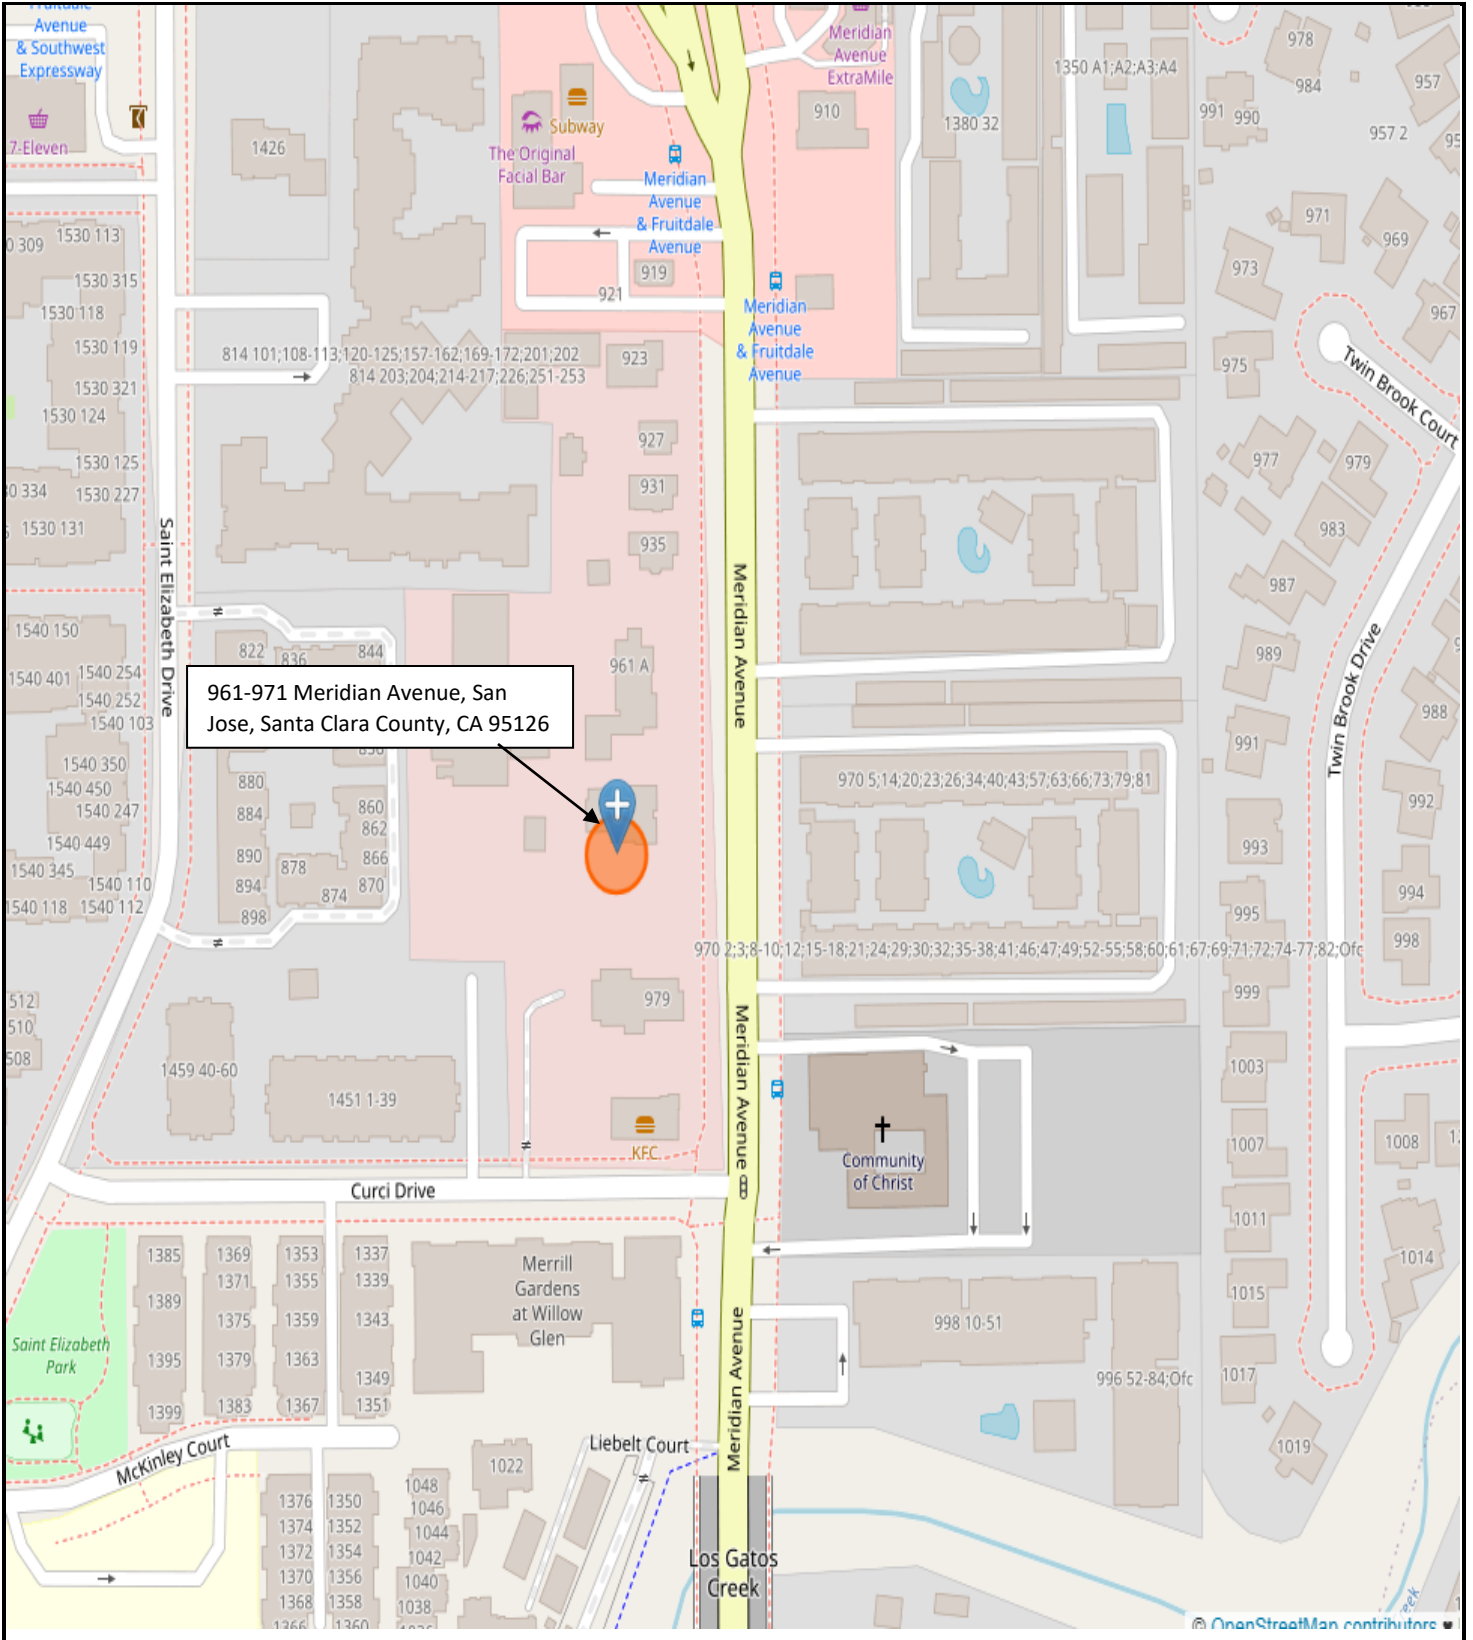 Fruitdale
Avenue
& Southwest
Expressway
7-Eleven
1426
Subway
The Original
Facial Bar
Meridian
Avenue
& Fruitdale
Avenue
919
921
Meridian
Avenue
ExtraMile
910
1380 32
1350 A1;A2;A3;A4
978
984
957
991
990
957 2
971
969
973
967
975
Twin Brook Court
Meridian
Avenue
& Fruitdale
Avenue
1530 113
1530 315
1530 118
1530 119
1530 321
1530 124
1530 125
1530 227
1530 131
814 101;108-113;120-125;157-162;169-172;201;202
814 203;204;214-217;226;251-253
923
927
931
935
977
979
983
987
Saint Elizabeth Drive
Meridian Avenue
1540 150
1540 401
1540 254
1540 252
1540 103
1540 350
1540 450
1540 247
1540 449
1540 345
1540 110
1540 118
1540 112
822
836
844
961 A
961-971 Meridian Avenue, San
Jose, Santa Clara County, CA 95126
880
884
890
894
898
860
862
866
870
878
874
970 5;14;20;23;26;34;40;43;57;63;66;73;79;81
970 2;3;8-10;12;15-18;21;24;29;30;32;35-38;41;46;47;49;52-55;58;60;61;67;69;71;72;74-77;82;Ofc
989
988
991
992
993
994
995
998
999
Twin Brook Drive
512
510
508
979
1459 40-60
1451 1-39
KFC
Meridian Avenue
Community
of Christ
1003
1007
1008
1011
1014
1015
1017
1019
Curci Drive
1385
1389
1395
1399
1369
1371
1375
1379
1383
1353
1355
1359
1363
1367
1337
1339
1343
1349
1351
Merrill
Gardens
at Willow
Glen
Saint Elizabeth
Park
998 10-51
996 52-84;Ofc
Meridian Avenue
McKinley Court
Liebelt Court
1022
1048
1046
1044
1042
1040
1038
1376
1374
1372
1370
1368
1366
1350
1352
1354
1356
1358
1360
Los Gatos
Creek
© OpenStreetMap contributors